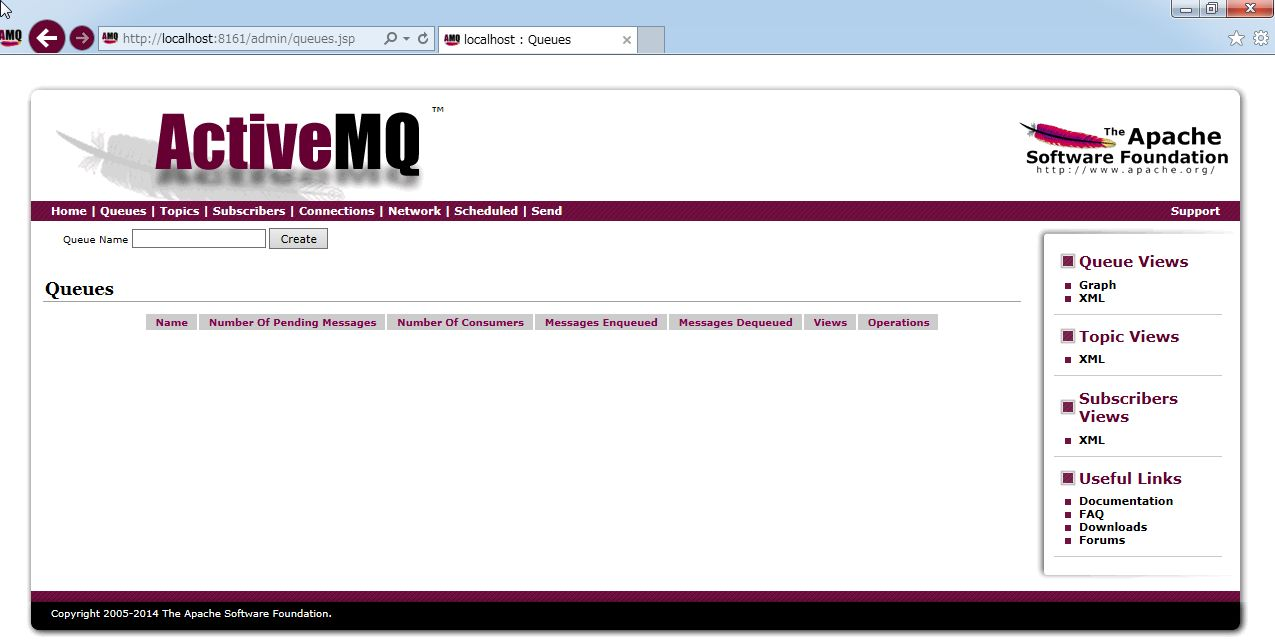 AMQ
http://localhost:8161/admin/queues.jsp
AMQ localhost : Queues
ActiveMQ ™
The Apache
Software Foundation
http://www.apache.org/
Home | Queues | Topics | Subscribers | Connections | Network | Scheduled | Send
Support
Queue Name
Create
Queues
Name Number Of Pending Messages Number Of Consumers Messages Enqueued Messages Dequeued Views Operations
Queue Views
Graph
XML
Topic Views
XML
Subscribers
Views
XML
Useful Links
Documentation
FAQ
Downloads
Forums
Copyright 2005-2014 The Apache Software Foundation.